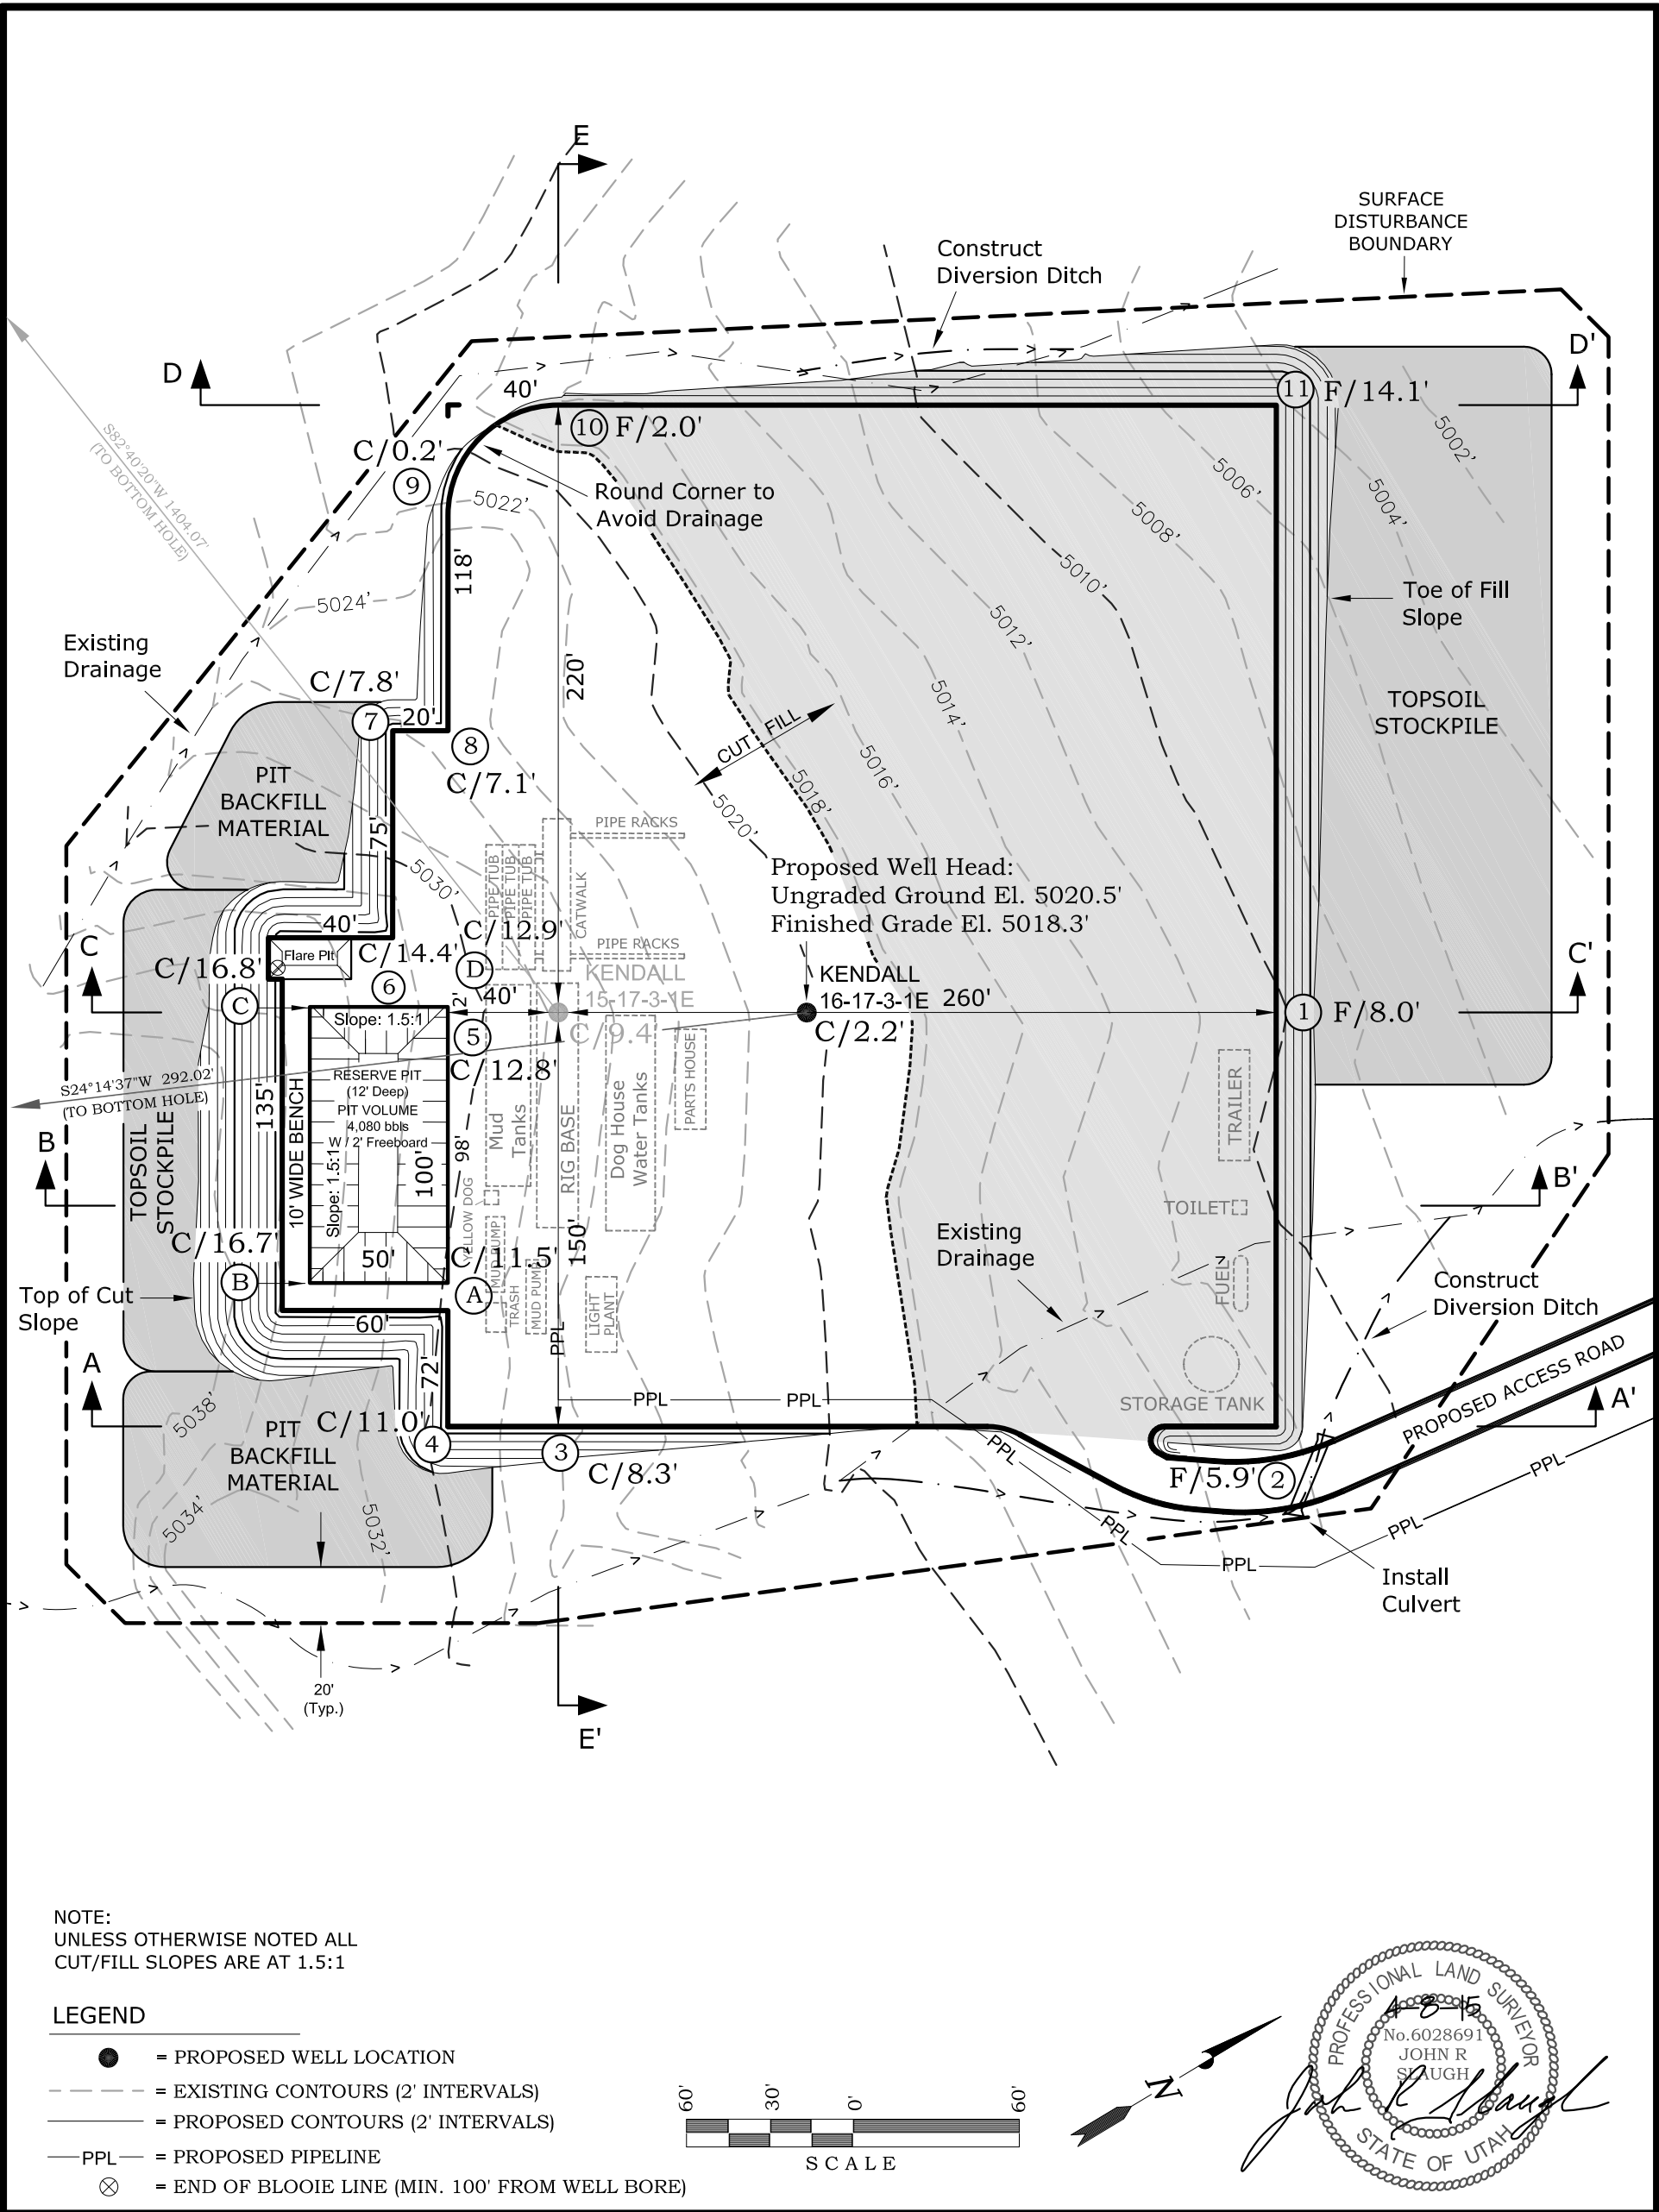 E
SURFACE
DISTURBANCE
BOUNDARY
Construct
Diversion Ditch
D
D'
40'
11 F/14.1'
10 F/2.0'
5002'
S82°40'20"W 1404.07'
(TO BOTTOM HOLE)
C/0.2'
9
5022'
5006'
5004'
Round Corner to
Avoid Drainage
5008'
118'
5010'
5024'
5012'
Toe of Fill
Slope
Existing
Drainage
220'
C/7.8'
7
20'
5014'
TOPSOIL
STOCKPILE
8
C/7.1'
CUT
FILL
5016'
5018'
5020'
PIT
BACKFILL
MATERIAL
75'
PIPE RACKS
5030'
PIPE TUB
PIPE TUB
PIPE TUB
CATWALK
Proposed Well Head:
Ungraded Ground El. 5020.5'
Finished Grade El. 5018.3'
40'
C/12.9'
PIPE RACKS
C
C'
Flare Pit
C/14.4'
D
C/16.8'
6
KENDALL
15-17-3-1E
KENDALL
16-17-3-1E
260'
C
2'
40'
1
F/8.0'
Slope: 1.5:1
5
C/9.4
C/2.2'
C/12.8'
S24°14'37"W 292.02'
(TO BOTTOM HOLE)
RESERVE PIT
(12' Deep)
PIT VOLUME
4,080 bbls
W / 2' Freeboard
Mud
Tanks
Dog House
Water Tanks
PARTS HOUSE
TRAILER
135'
10' WIDE BENCH
Slope: 1.5:1
100'
98'
RIG BASE
B
B'
TOPSOIL
STOCKPILE
YELLOW DOG
TOILET
C/16.7'
50'
C/11.5'
MUD PUMP
150'
Existing
Drainage
B
A
TRASH
MUD PUMP
LIGHT
PLANT
FUEL
Top of Cut
Slope
Construct
Diversion Ditch
60'
PPL
72'
A
A'
PPL
PPL
STORAGE TANK
PROPOSED ACCESS ROAD
5038'
PIT
BACKFILL
MATERIAL
C/11.0'
4
3
C/8.3'
PPL
F/5.9'
2
PPL
5034'
5032'
PPL
PPL
PPL
Install
Culvert
20'
(Typ.)
E'
NOTE:
UNLESS OTHERWISE NOTED ALL
CUT/FILL SLOPES ARE AT 1.5:1
LEGEND
= PROPOSED WELL LOCATION
= EXISTING CONTOURS (2' INTERVALS)
= PROPOSED CONTOURS (2' INTERVALS)
PPL = PROPOSED PIPELINE
= END OF BLOOIE LINE (MIN. 100' FROM WELL BORE)
60'
30'
0'
60'
SCALE
N
PROFESSIONAL LAND SURVEYOR
4-8-15
No.6028691
JOHN R
SLAUGH
John R Slaugh
STATE OF UTAH